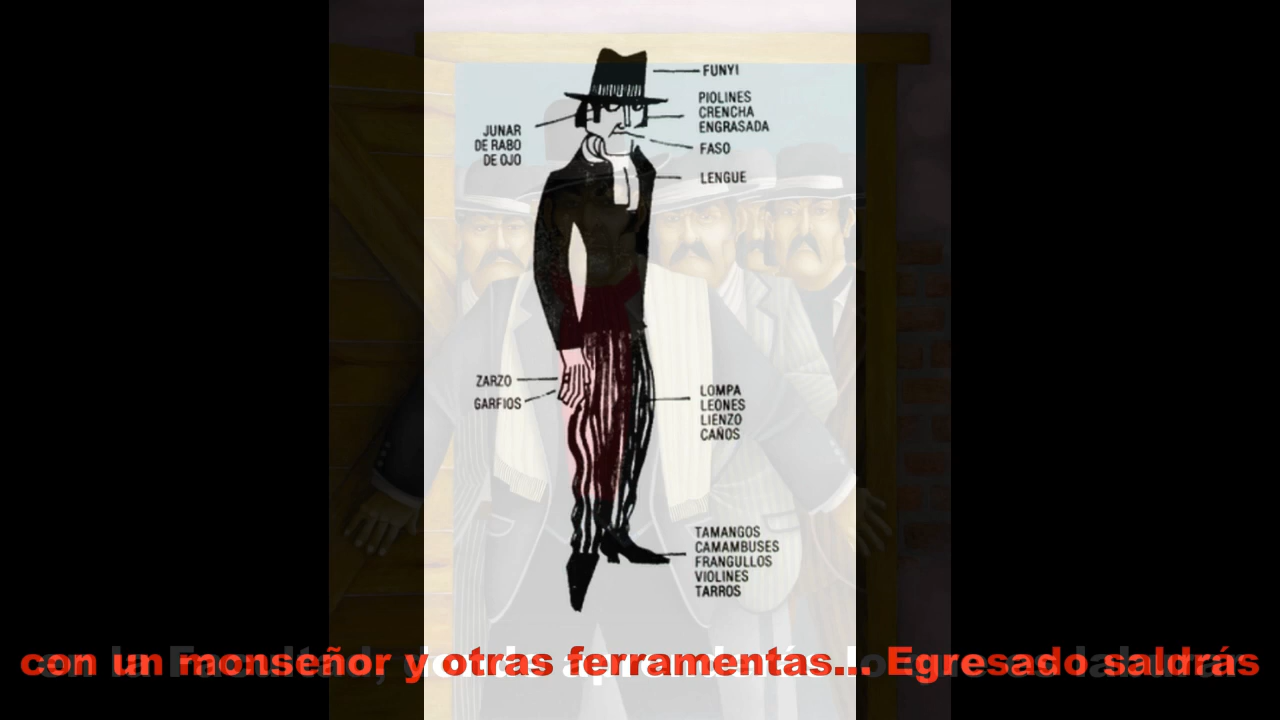 FUNYI
PIOLINES
CRENCHA
ENGRASADA
JUNAR
DE RABO
DE OJO
FASO
LENGUE
ZARZO
GARFIOS
LOMPA
LEONES
LIENZO
CAÑOS
TAMANGOS
CAMAMBUSES
FRANGULLOS
VIOLINES
TARROS
con un monseñor y otras ferramentas... Egresado saldrás